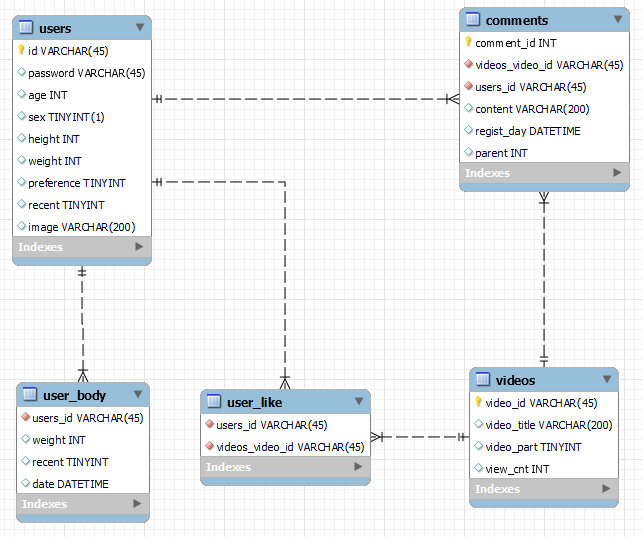 users
id VARCHAR(45)
password VARCHAR(45)
age INT
sex TINYINT(1)
height INT
weight INT
preference TINYINT
recent TINYINT
image VARCHAR(200)
Indexes
comments
comment_id INT
videos_video_id VARCHAR(45)
users_id VARCHAR(45)
content VARCHAR(200)
regist_day DATETIME
parent INT
Indexes
user_body
users_id VARCHAR(45)
weight INT
recent TINYINT
date DATETIME
Indexes
user_like
users_id VARCHAR(45)
videos_video_id VARCHAR(45)
Indexes
videos
video_id VARCHAR(45)
video_title VARCHAR(200)
video_part TINYINT
view_cnt INT
Indexes